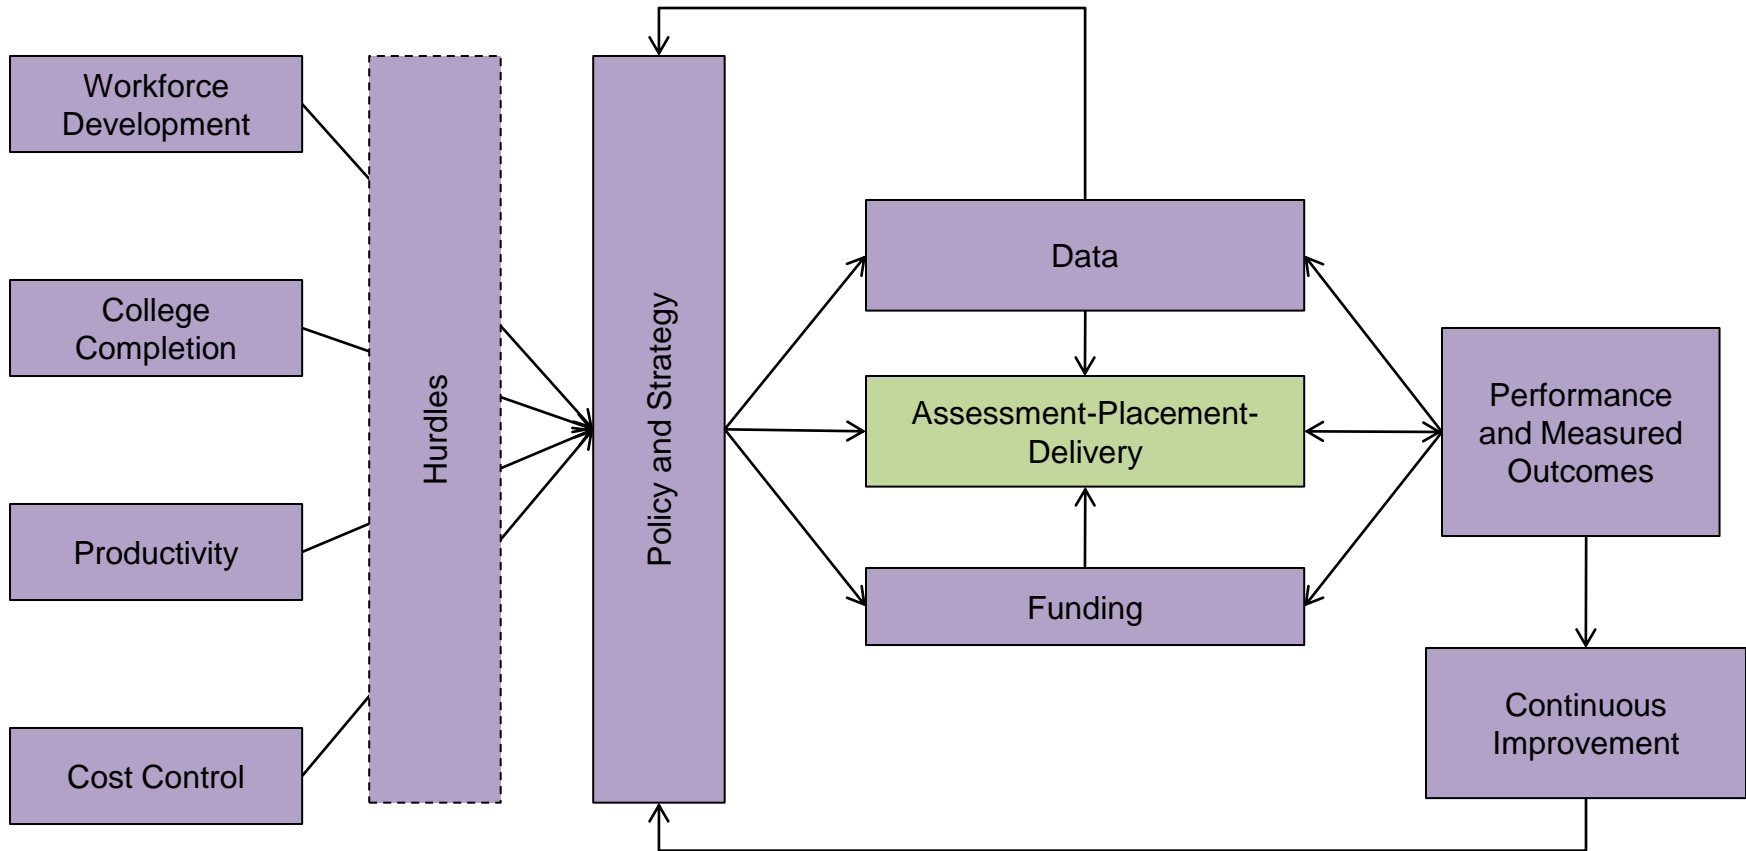 Workforce
Development
College
Completion
Productivity
Cost Control
Hurdles
Policy and Strategy
Data
Assessment-Placement-
Delivery
Funding
Performance
and Measured
Outcomes
Continuous
Improvement